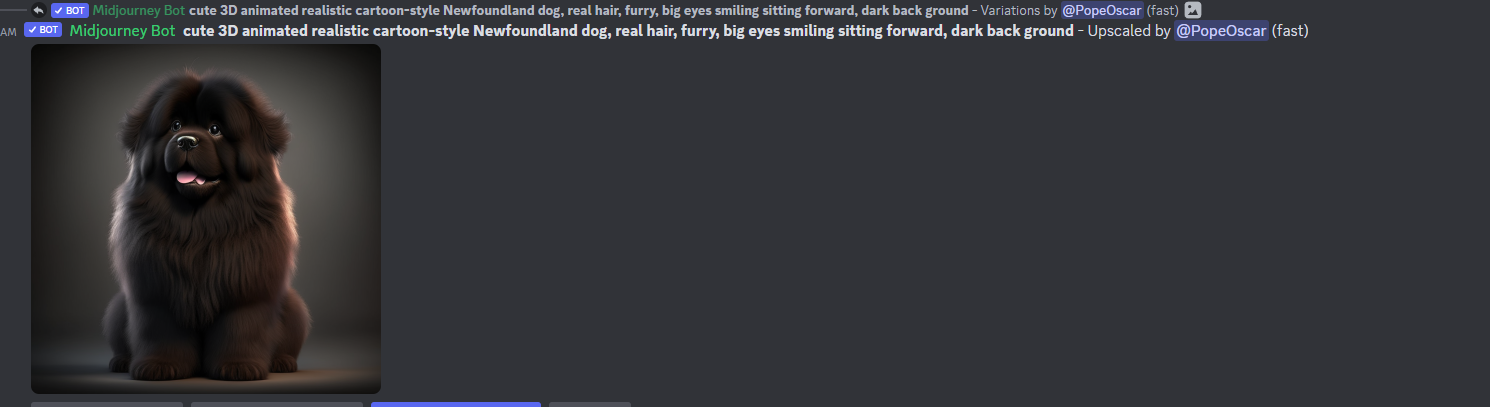 BOT Midjourney Bot cute 3D animated realistic cartoon-style Newfoundland dog, real hair, furry, big eyes smiling sitting forward, dark back ground - Variations by @PopeOscar (fast)
AM BOT Midjourney Bot cute 3D animated realistic cartoon-style Newfoundland dog, real hair, furry, big eyes smiling sitting forward, dark back ground - Upscaled by @PopeOscar (fast)